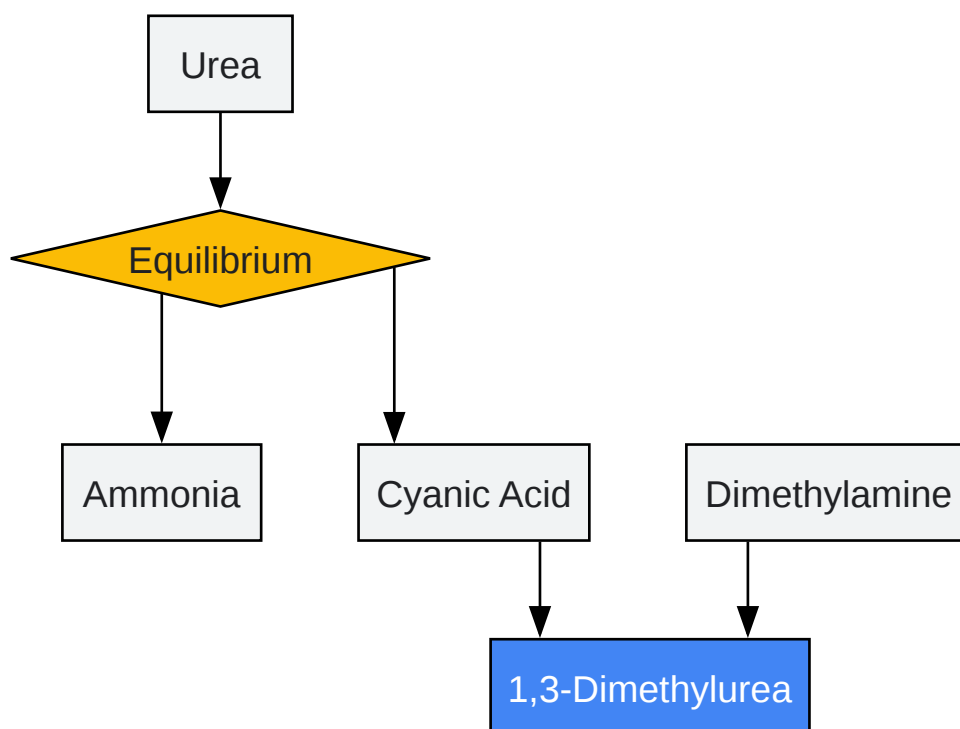 Urea
Equilibrium
Ammonia
Cyanic Acid
Dimethylamine
1,3-Dimethylurea